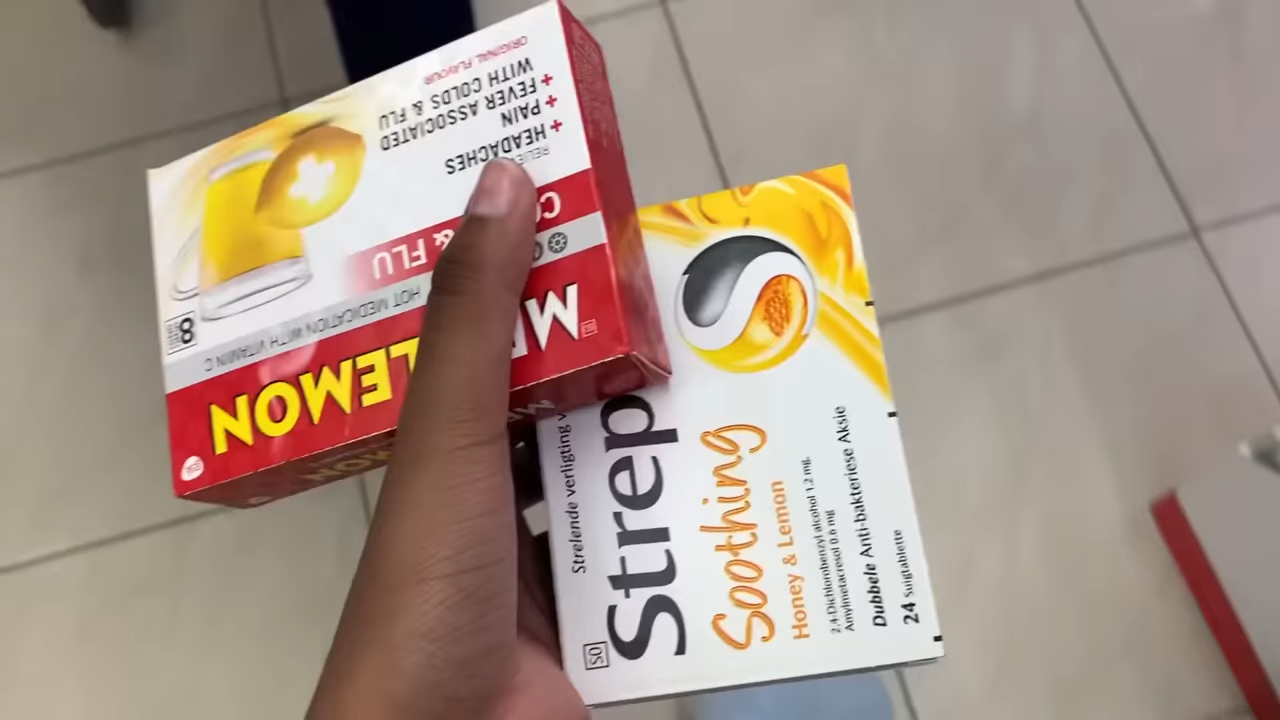 LEMON
HOT MEDICATION WITH VITAMIN C
8
& FLU
HEADACHES
+ PAIN
+ FEVER ASSOCIATED
WITH COLDS & FLU
ORIGINAL FLAVOUR
Strelende verligting
Strep
Soothing
Honey & Lemon
2,4-Dichlorobenzyl alcohol 1.2 mg,
Amylmetacresol 0.6 mg
Dubbele Anti-bakteriese Aksie
24 Suigtablette
S0